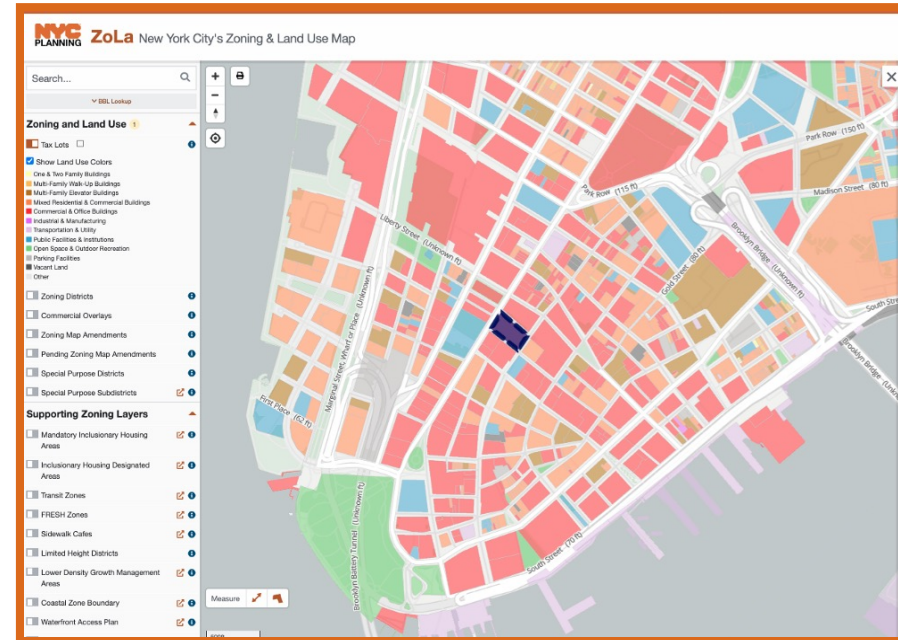 NYC
PLANNING
ZoLa New York City's Zoning & Land Use Map
Search...
BBL Lookup
Zoning and Land Use 1
Tax Lots
Show Land Use Colors
One & Two Family Buildings
Multi-Family Walk-Up Buildings
Multi-Family Elevator Buildings
Mixed Residential & Commercial Buildings
Commercial & Office Buildings
Industrial & Manufacturing
Transportation & Utility
Public Facilities & Institutions
Open Space & Outdoor Recreation
Parking Facilities
Vacant Land
Other
Zoning Districts
Commercial Overlays
Zoning Map Amendments
Pending Zoning Map Amendments
Special Purpose Districts
Special Purpose Subdistricts
Supporting Zoning Layers
Mandatory Inclusionary Housing
Areas
Inclusionary Housing Designated
Areas
Transit Zones
FRESH Zones
Sidewalk Cafes
Limited Height Districts
Lower Density Growth Management
Areas
Coastal Zone Boundary
Waterfront Access Plan
Park Row (150 ft)
Park Row (115 ft)
Madison Street (80 ft)
Liberty Street (Unknown ft)
Gold Street (80 ft)
Brooklyn Bridge (Unknown ft)
South Stre
Brooklyn Bridge (Unkn
Marginal Street, Wharf or Place (Unknown ft)
First Place (62 ft)
Brooklyn Battery Tunnel (Unknown ft)
South Street (70 ft)
Measure